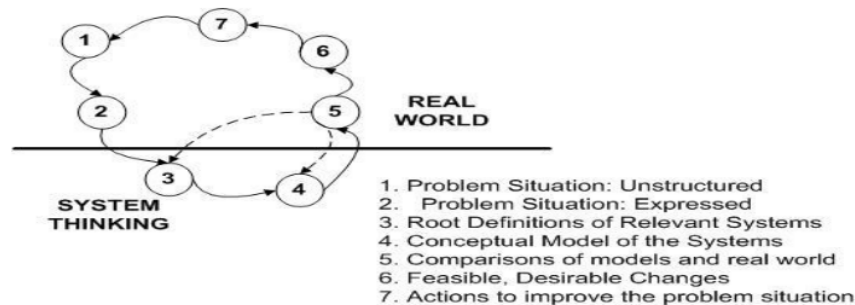 7
1
6
2
5
REAL
WORLD
3
4
SYSTEM
THINKING
1. Problem Situation: Unstructured
2. Problem Situation: Expressed
3. Root Definitions of Relevant Systems
4. Conceptual Model of the Systems
5. Comparisons of models and real world
6. Feasible, Desirable Changes
7. Actions to improve the problem situation